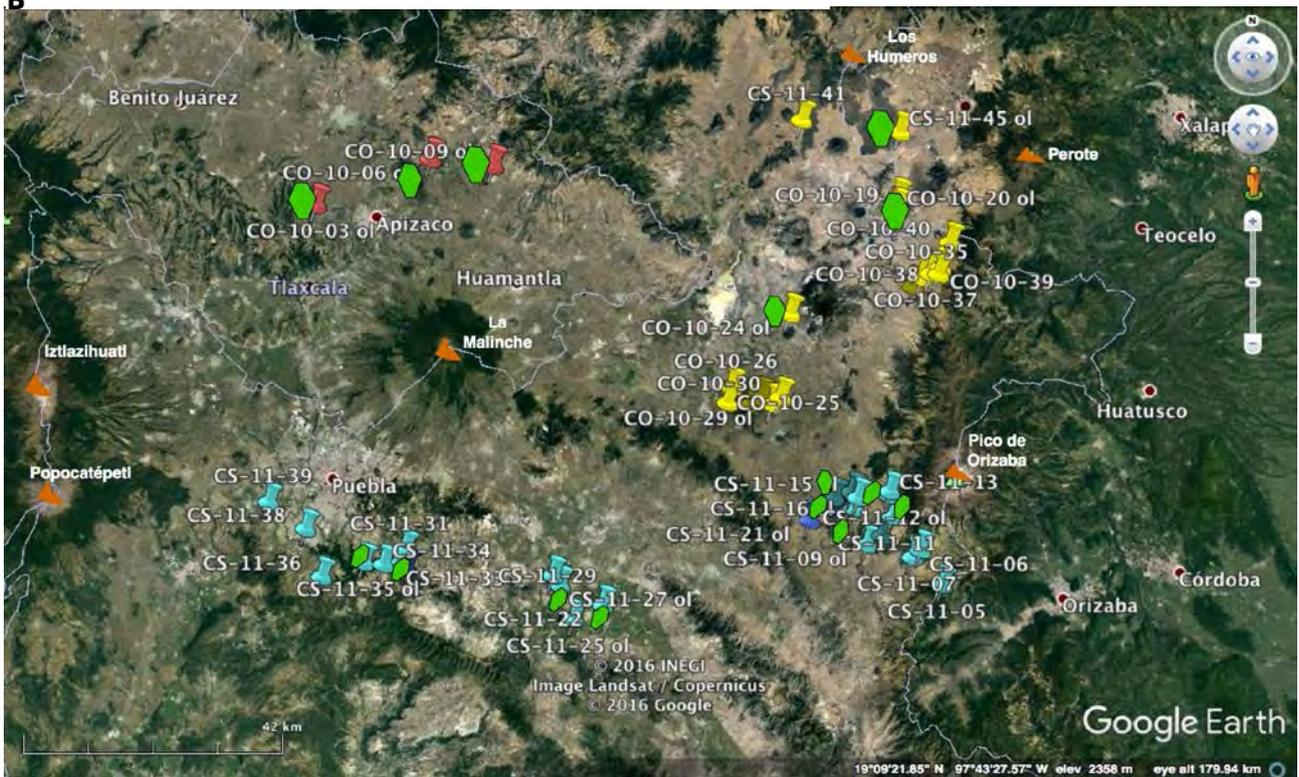 B
Los
Humeros
Benito Juárez
CS-11-41
CS-11-45 ol
Xalap
CO-10-09 o
Perote
CO-10-06 o
CO-10-19
CO-10-20 ol
CO-10-03 ol
Apizaco
CO-10-40
Teocelo
CO-10-35
Huamantla
CO-10-38
CO-10-39
Tlaxcala
CO-10-37
La
Malinche
CO-10-24 ol
Iztlazihuatl
CO-10-26
CO-10-30
CO-10-25
CO-10-29 ol
Huatusco
Pico de
Orizaba
Popocatépetl
CS-11-39
Puebla
CS-11-15
CS-11-13
CS-11-38
CS-11-31
CS-11-16
CS-11-12 ol
CS-11-21 ol
CS-11-11
CS-11-34
CS-11-36
CS-11-09 ol
CS-11-06
CS-11-29
CS-11-35 ol
CS-11-07
Córdoba
CS-11-27 ol
CS-11-05
Orizaba
CS-11-22
CS-11-25 ol
© 2016 INEGI
Image Landsat / Copernicus
© 2016 Google
42 km
Google Earth
19°09'21.85" N 97°43'27.57" W elev 2358 m eye alt 179.94 km
N